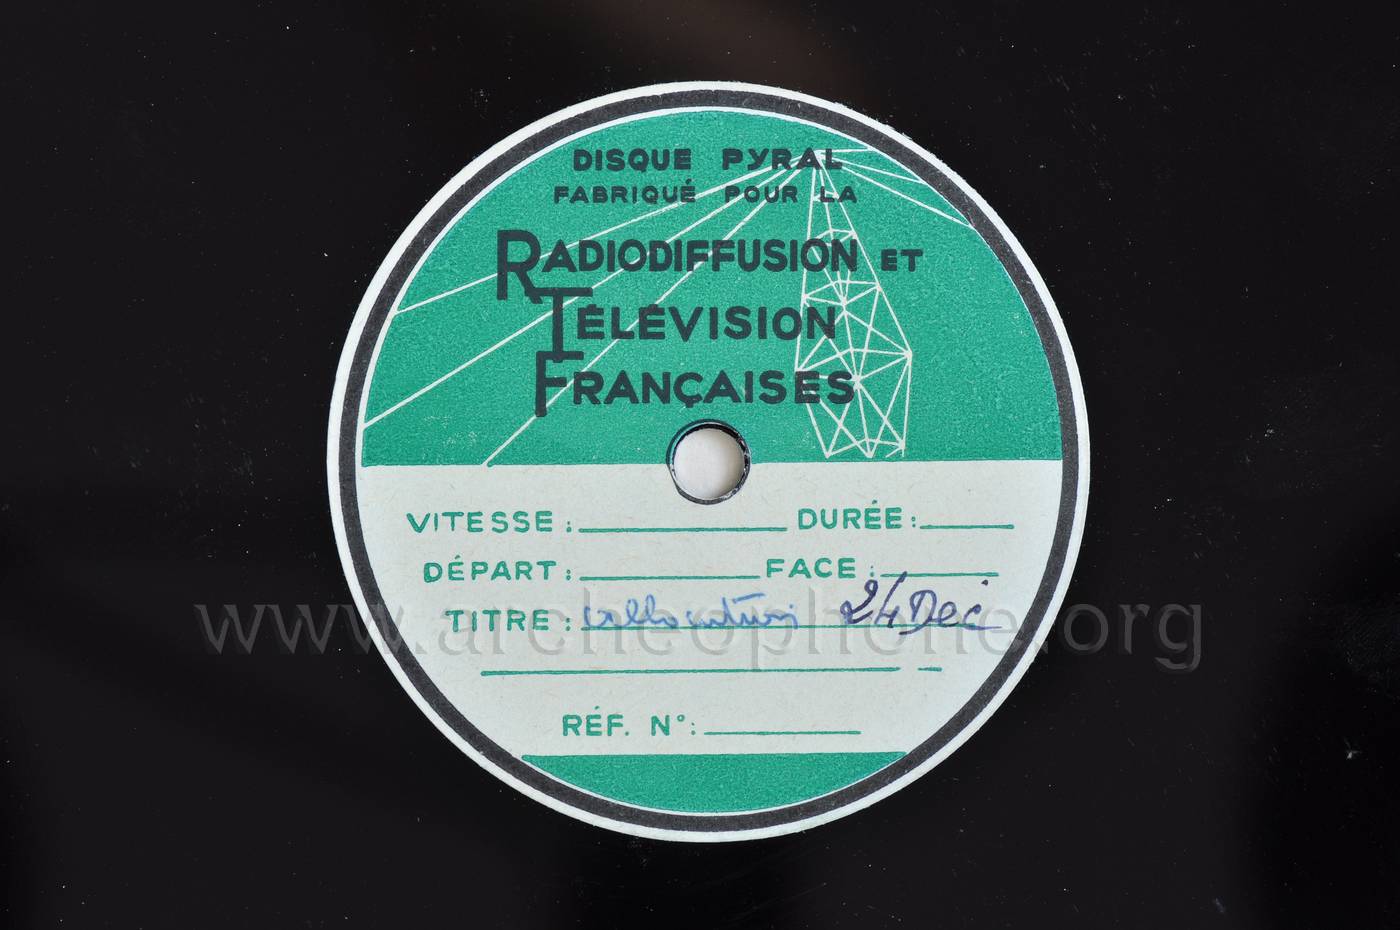 DISQUE PYRAL
FABRIQUÉ POUR LA
RADIODIFFUSION ET
TÉLÉVISION
FRANÇAISES
VITESSE : DURÉE :
DÉPART : FACE :
TITRE : 24 Dec
www.archeophone.org
RÉF. N° :